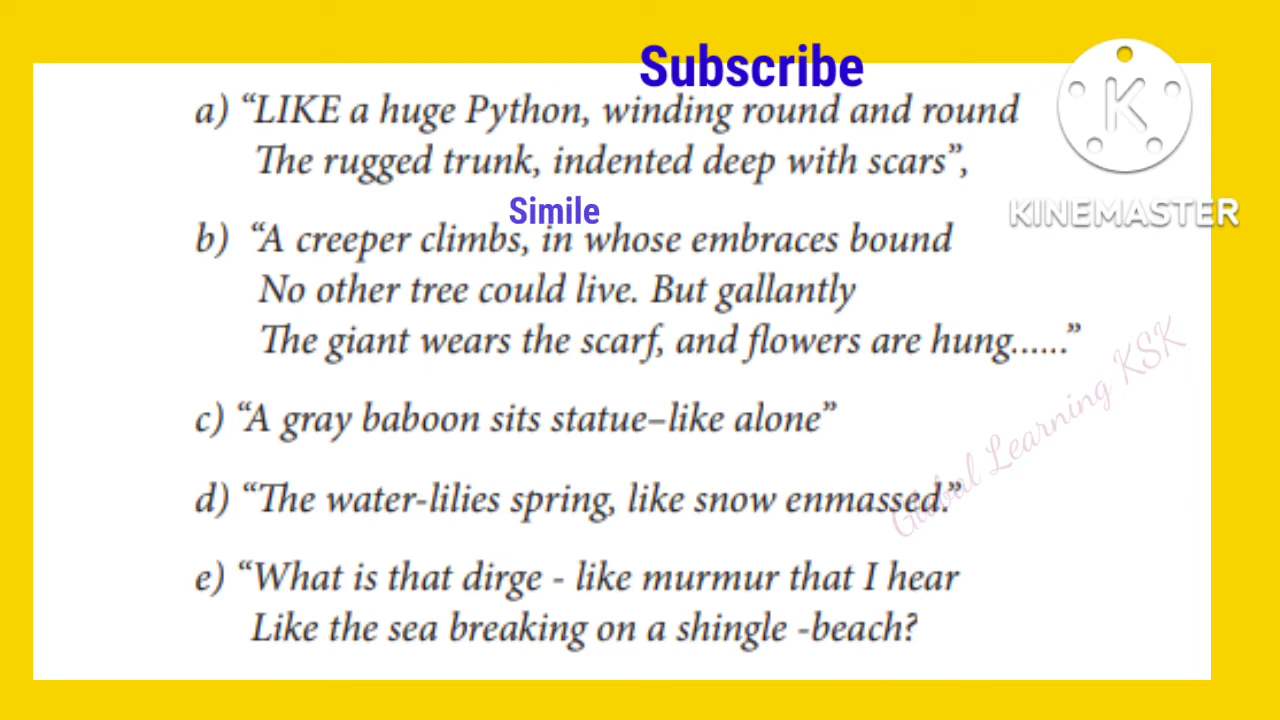 Subscribe
a) “LIKE a huge Python, winding round and round
The rugged trunk, indented deep with scars”,
Simile
b) “A creeper climbs, in whose embraces bound
No other tree could live. But gallantly
The giant wears the scarf, and flowers are hung......”
c) “A gray baboon sits statue–like alone”
d) “The water-lilies spring, like snow enmassed.”
e) “What is that dirge - like murmur that I hear
Like the sea breaking on a shingle -beach?
K
KINEMASTER
Global Learning KSK